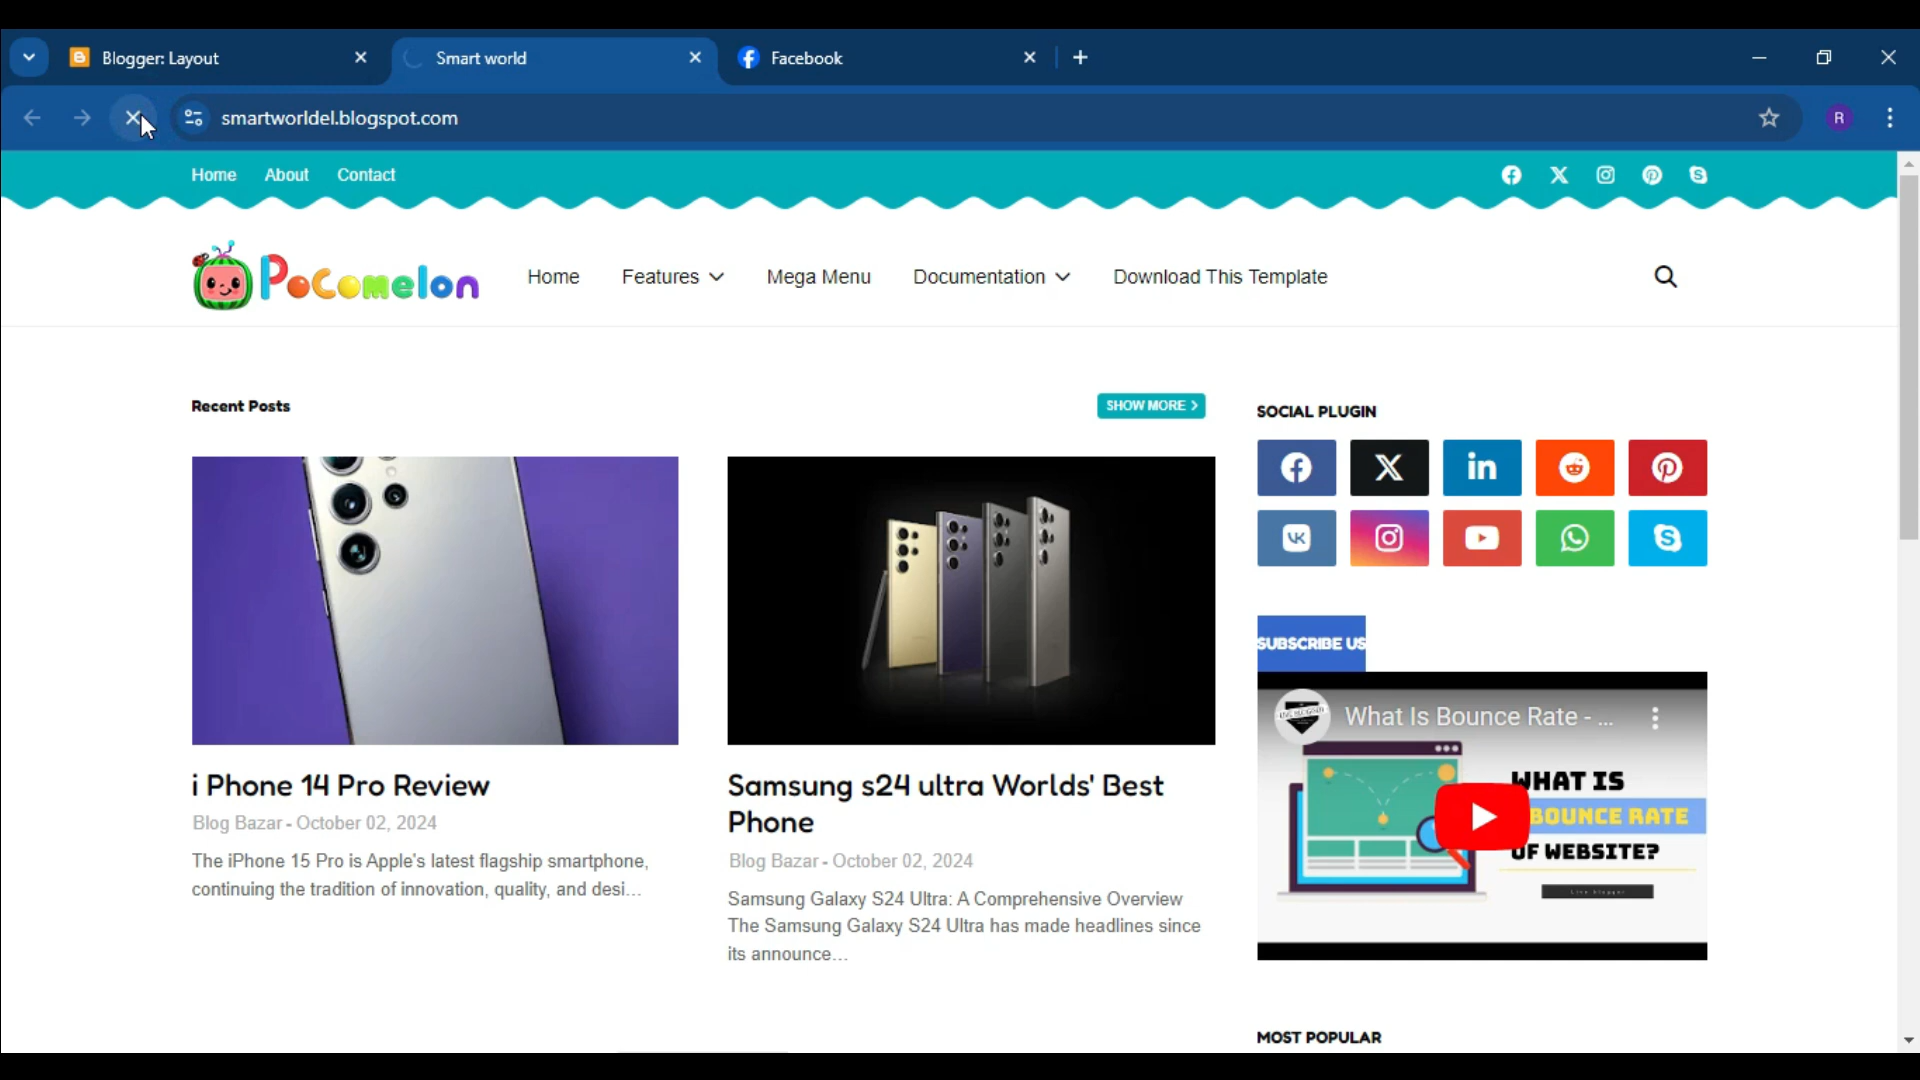 Blogger: Layout
Smart world
Facebook
smartworldel.blogspot.com
R
Home About Contact
Pocomelon
Home Features Mega Menu Documentation Download This Template
Recent Posts
SHOW MORE
SOCIAL PLUGIN
SUBSCRIBE US
What Is Bounce Rate - ...
WHAT IS
BOUNCE RATE
OF WEBSITE?
i Phone 14 Pro Review
Blog Bazar - October 02, 2024
The iPhone 15 Pro is Apple's latest flagship smartphone,
continuing the tradition of innovation, quality, and desi...
Samsung s24 ultra Worlds' Best
Phone
Blog Bazar - October 02, 2024
Samsung Galaxy S24 Ultra: A Comprehensive Overview
The Samsung Galaxy S24 Ultra has made headlines since
its announce...
MOST POPULAR